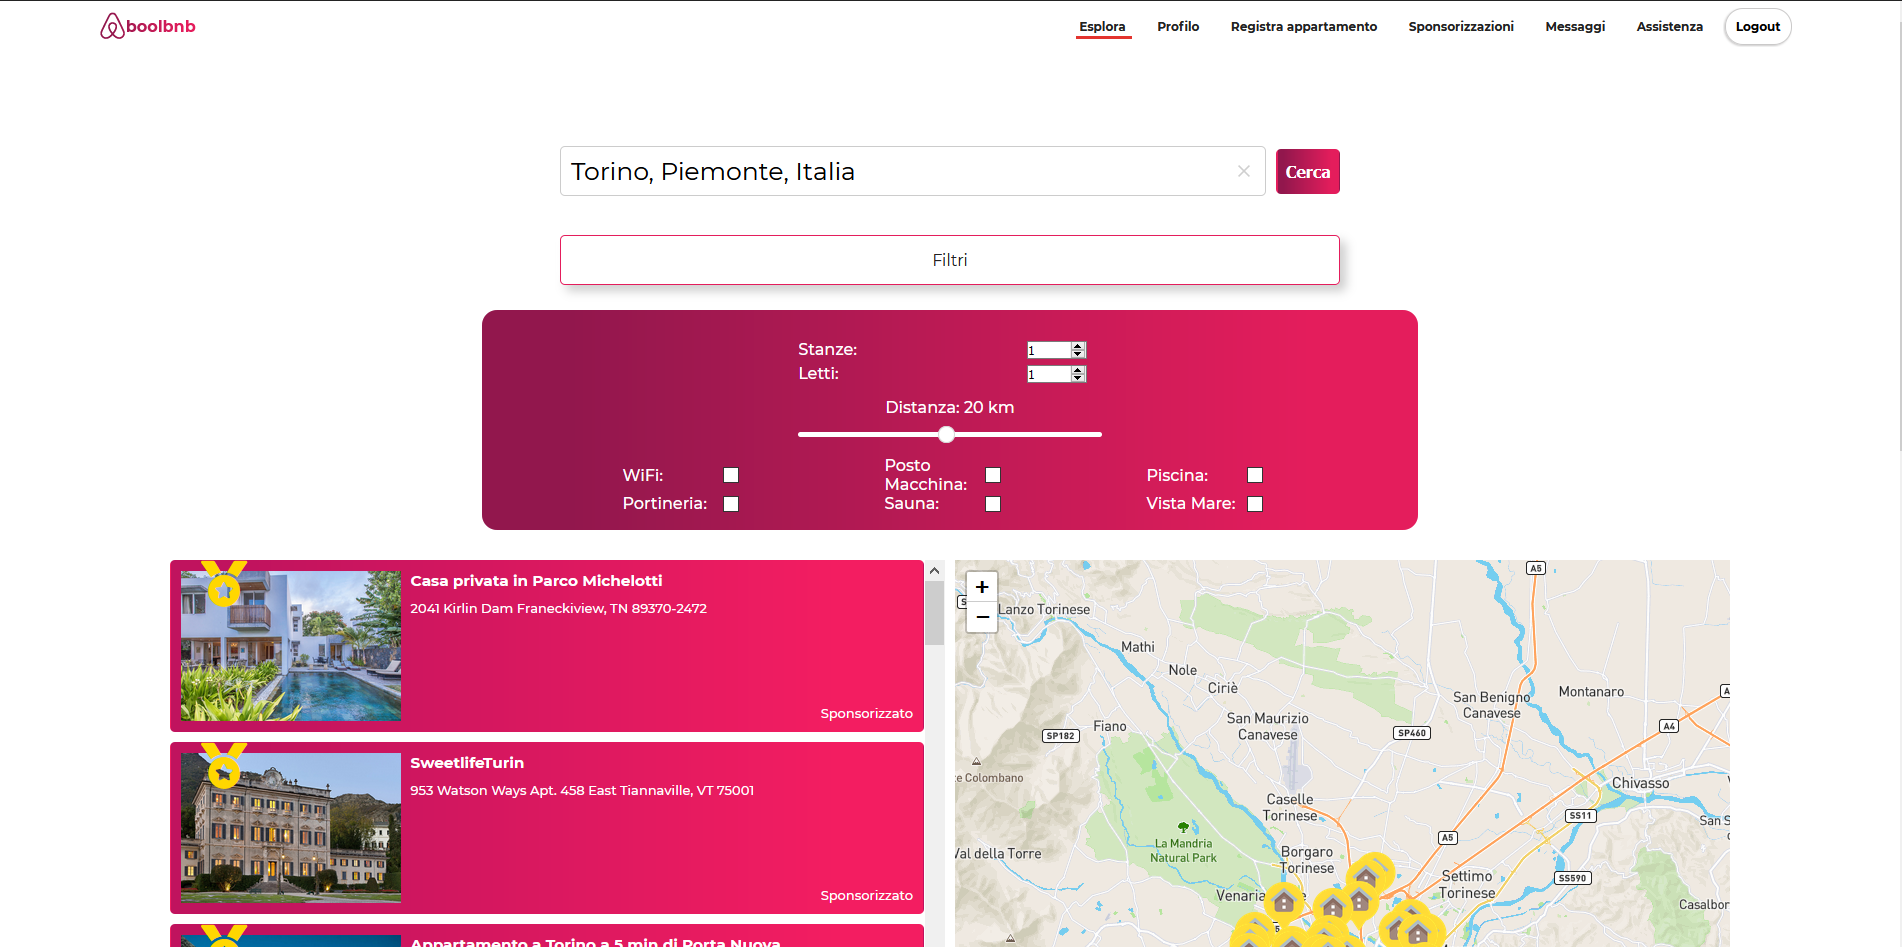 boolbnb
Esplora
Profilo
Registra appartamento
Sponsorizzazioni
Messaggi
Assistenza
Logout
Torino, Piemonte, Italia
Cerca
Filtri
Stanze:
1
Letti:
1
Distanza: 20 km
WiFi:
Posto
Macchina:
Piscina:
Portineria:
Sauna:
Vista Mare:
Casa privata in Parco Michelotti
2041 Kirlin Dam Franeckiview, TN 89370-2472
Sponsorizzato
SweetlifeTurin
953 Watson Ways Apt. 458 East Tiannaville, VT 75001
Sponsorizzato
Appartamento a Torino a 5 min di Porta Nuova
+
−
A5
Lanzo Torinese
Mathi
Nole
Ciriè
San Benigno
Canavese
Montanaro
San Maurizio
Canavese
Fiano
SP182
SP460
A4
te Colombano
Chivasso
Caselle
Torinese
SS11
A5
La Mandria
Natural Park
Val della Torre
Borgaro
Torinese
Settimo
Torinese
SS590
Venaria
Casalbor
5